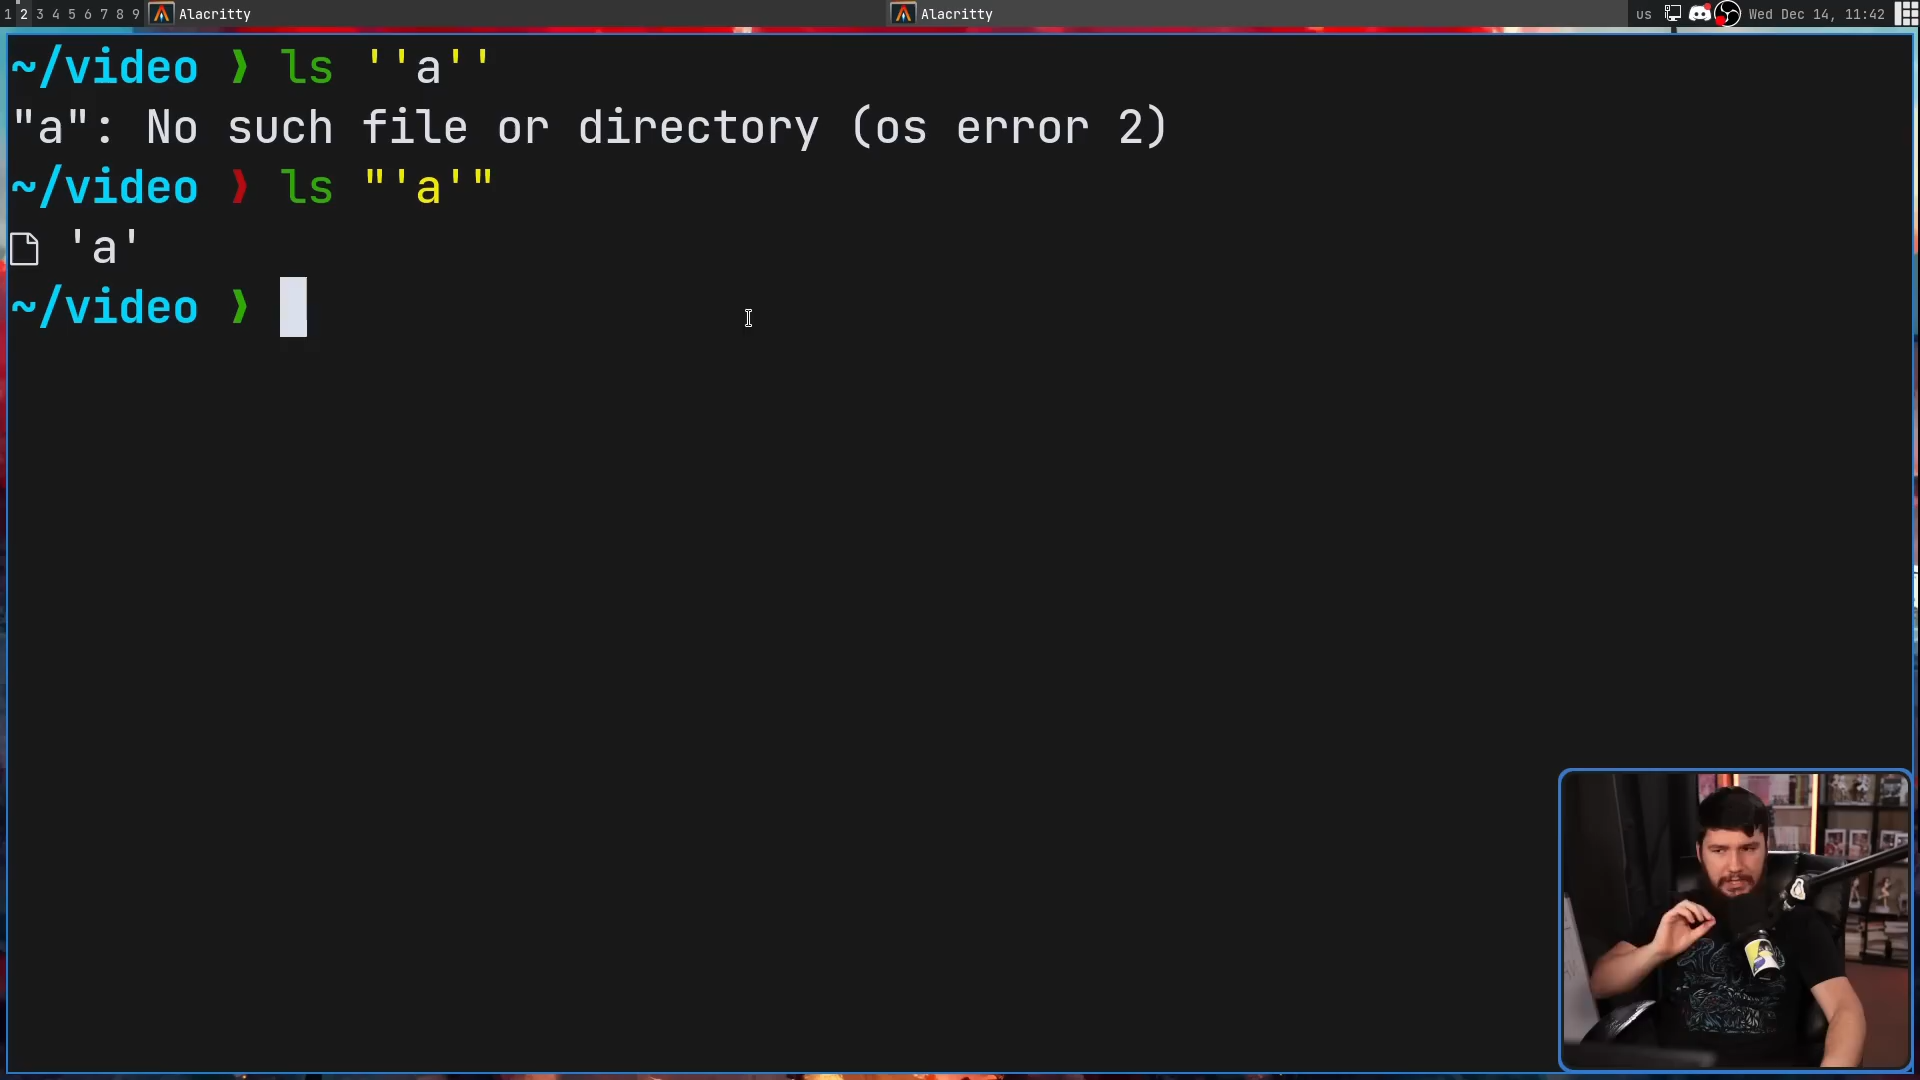 1 2 3 4 5 6 7 8 9 Alacritty Alacritty us Wed Dec 14, 11:42
~/video ❯ ls ''a''
"a": No such file or directory (os error 2)
~/video ❯ ls "'a'"
'a'
~/video ❯